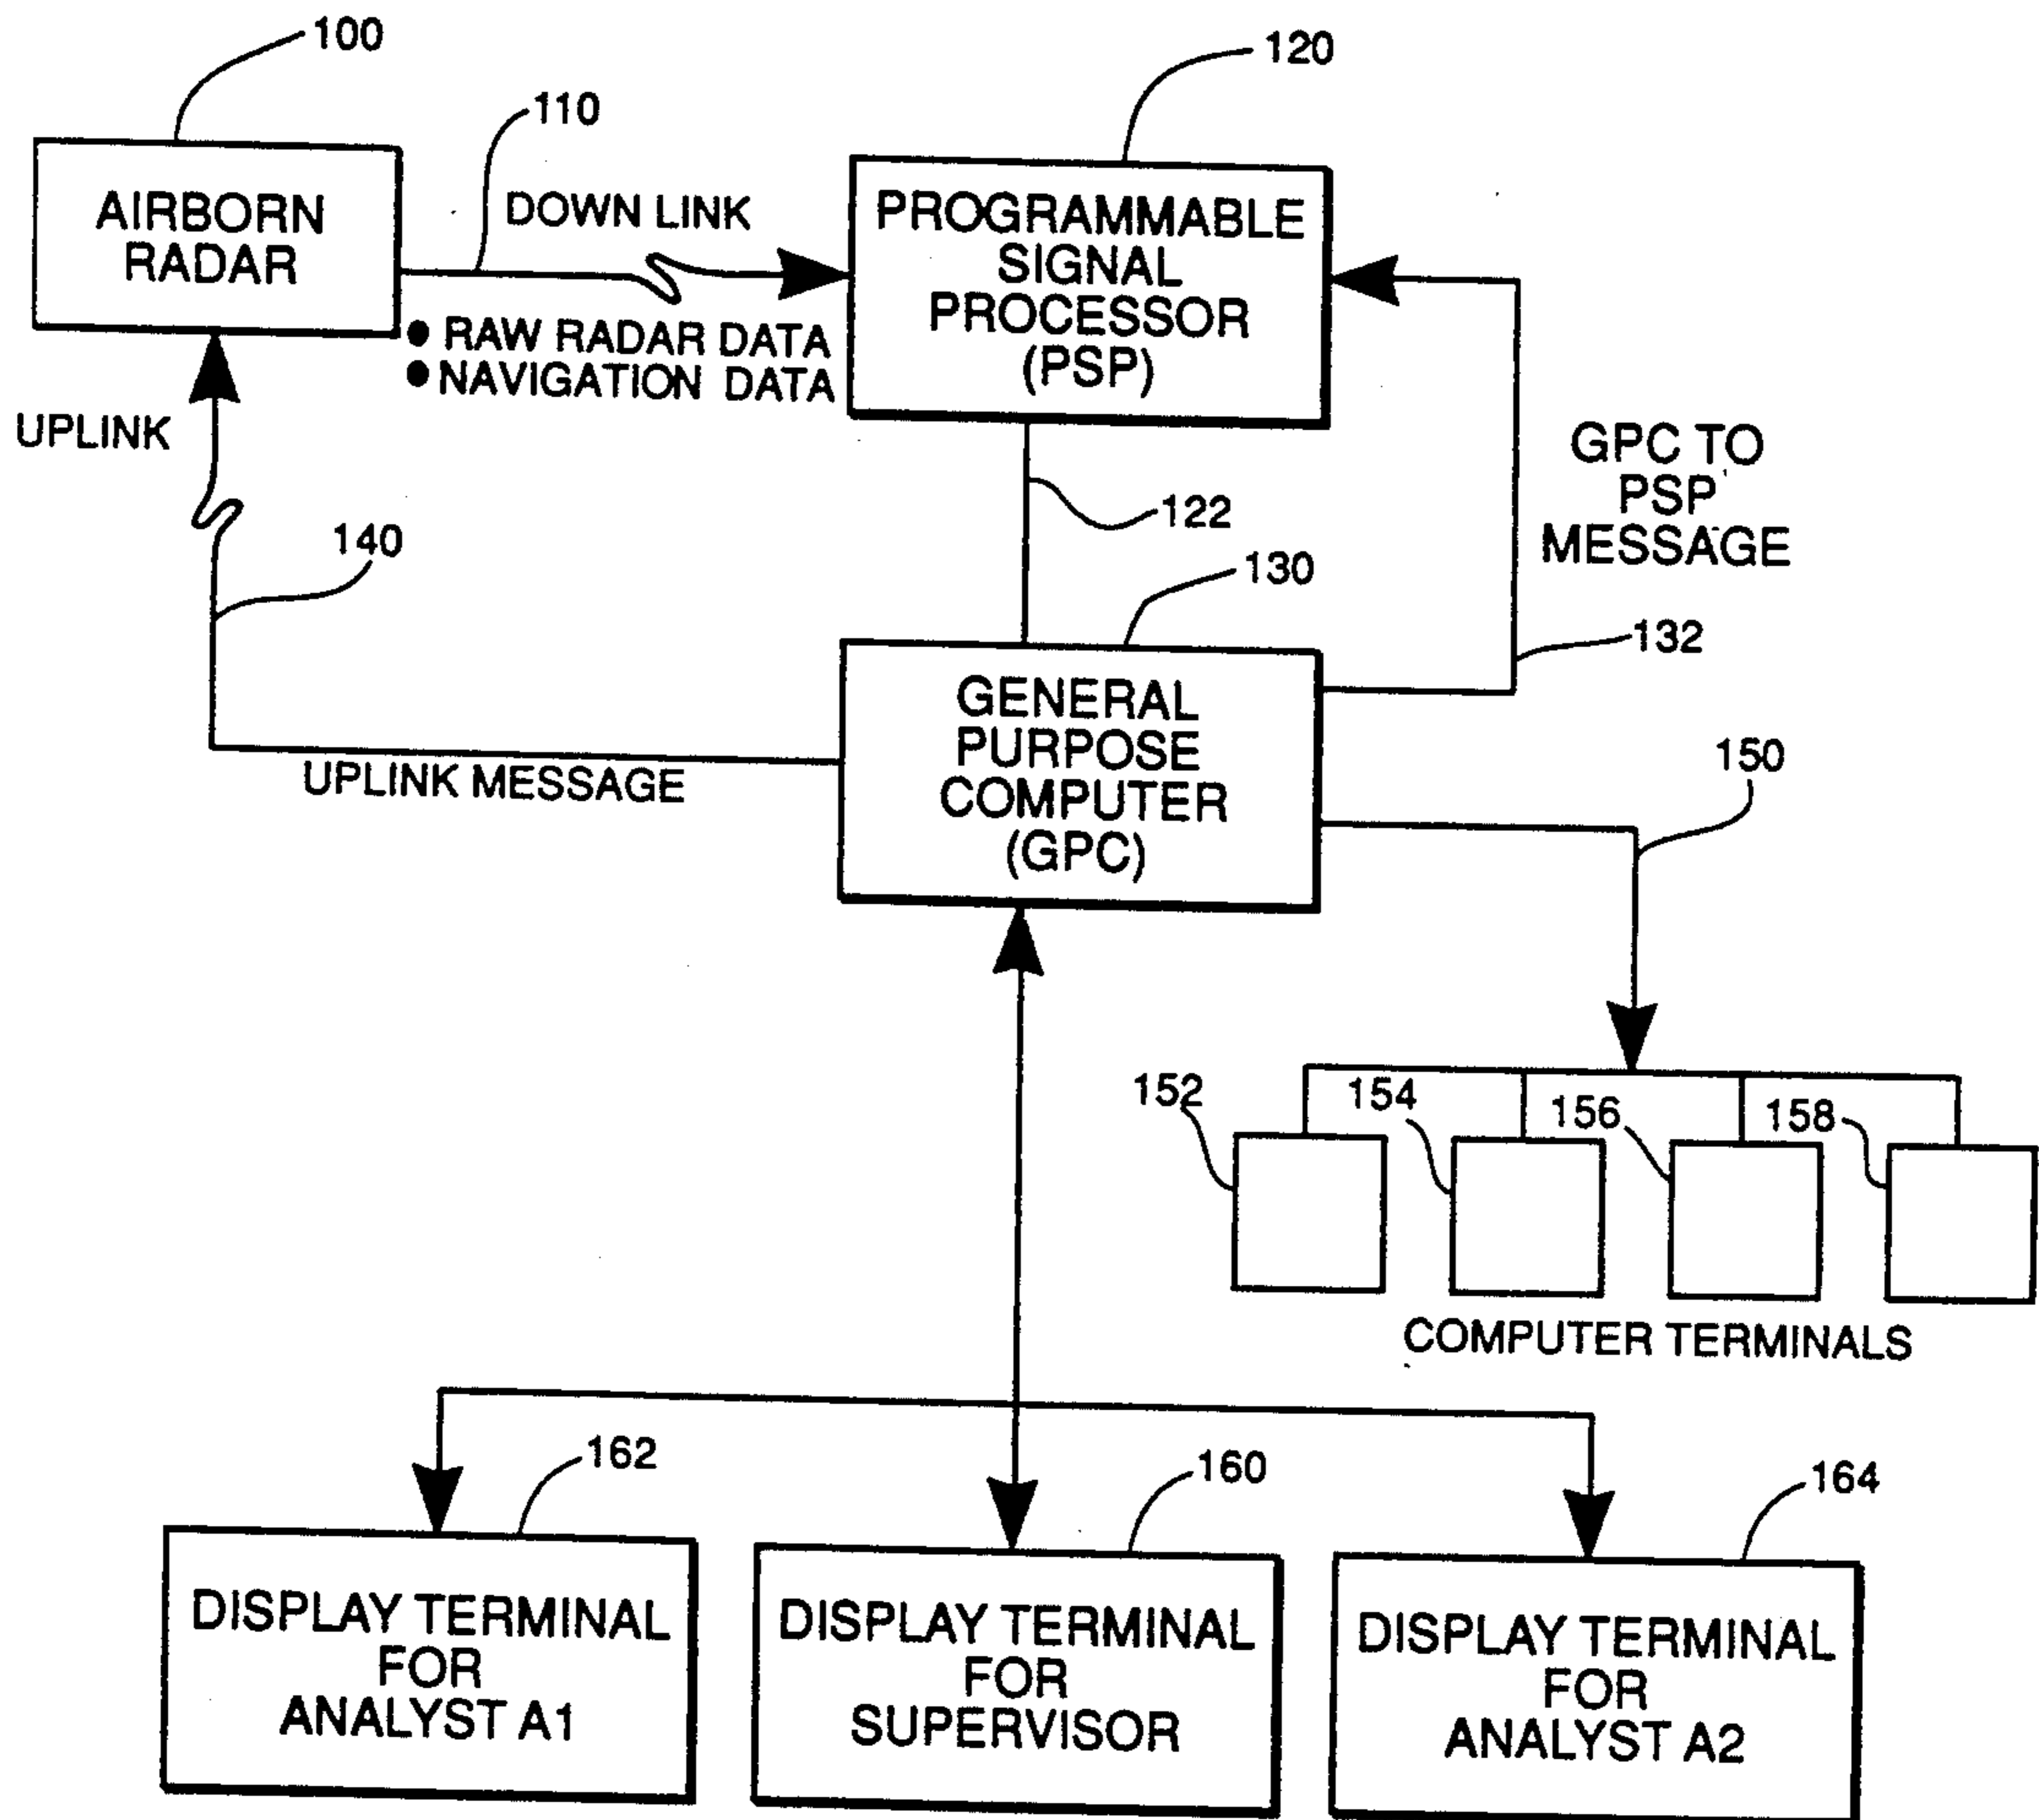 100
120
110
AIRBORN
RADAR
DOWN LINK
● RAW RADAR DATA
● NAVIGATION DATA
PROGRAMMABLE
SIGNAL
PROCESSOR
(PSP)
UPLINK
GPC TO
PSP
MESSAGE
122
140
130
132
GENERAL
PURPOSE
COMPUTER
(GPC)
UPLINK MESSAGE
150
152
154
156
158
COMPUTER TERMINALS
162
160
164
DISPLAY TERMINAL
FOR
ANALYST A1
DISPLAY TERMINAL
FOR
SUPERVISOR
DISPLAY TERMINAL
FOR
ANALYST A2